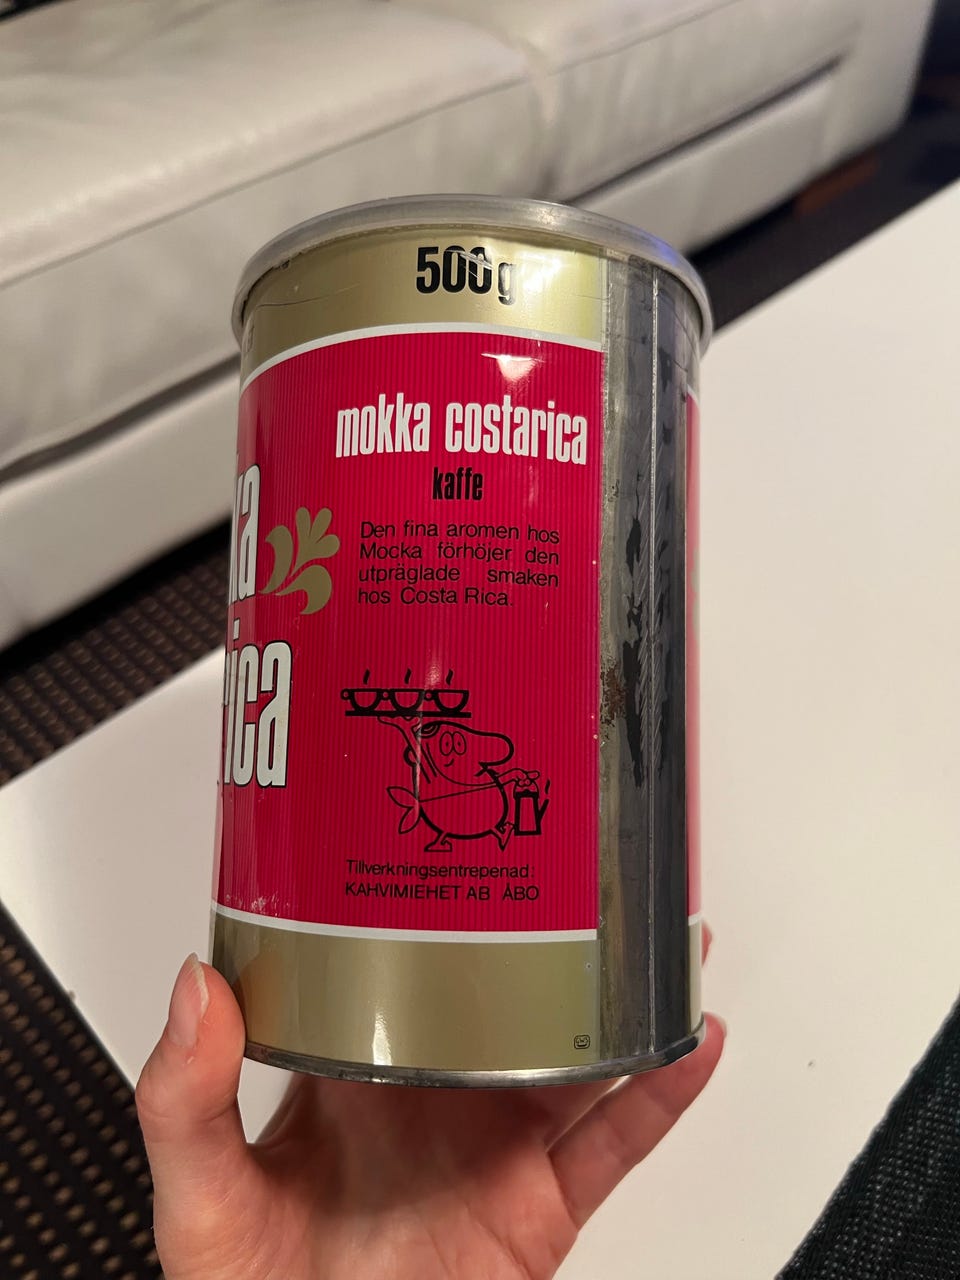 500g
mokka costarica
kaffe
Den fina aromen hos
Mocka förhöjer den
utpräglade smaken
hos Costa Rica.
Tillverkningsentrepenad:
KAHVIMIEHET AB ÅBO